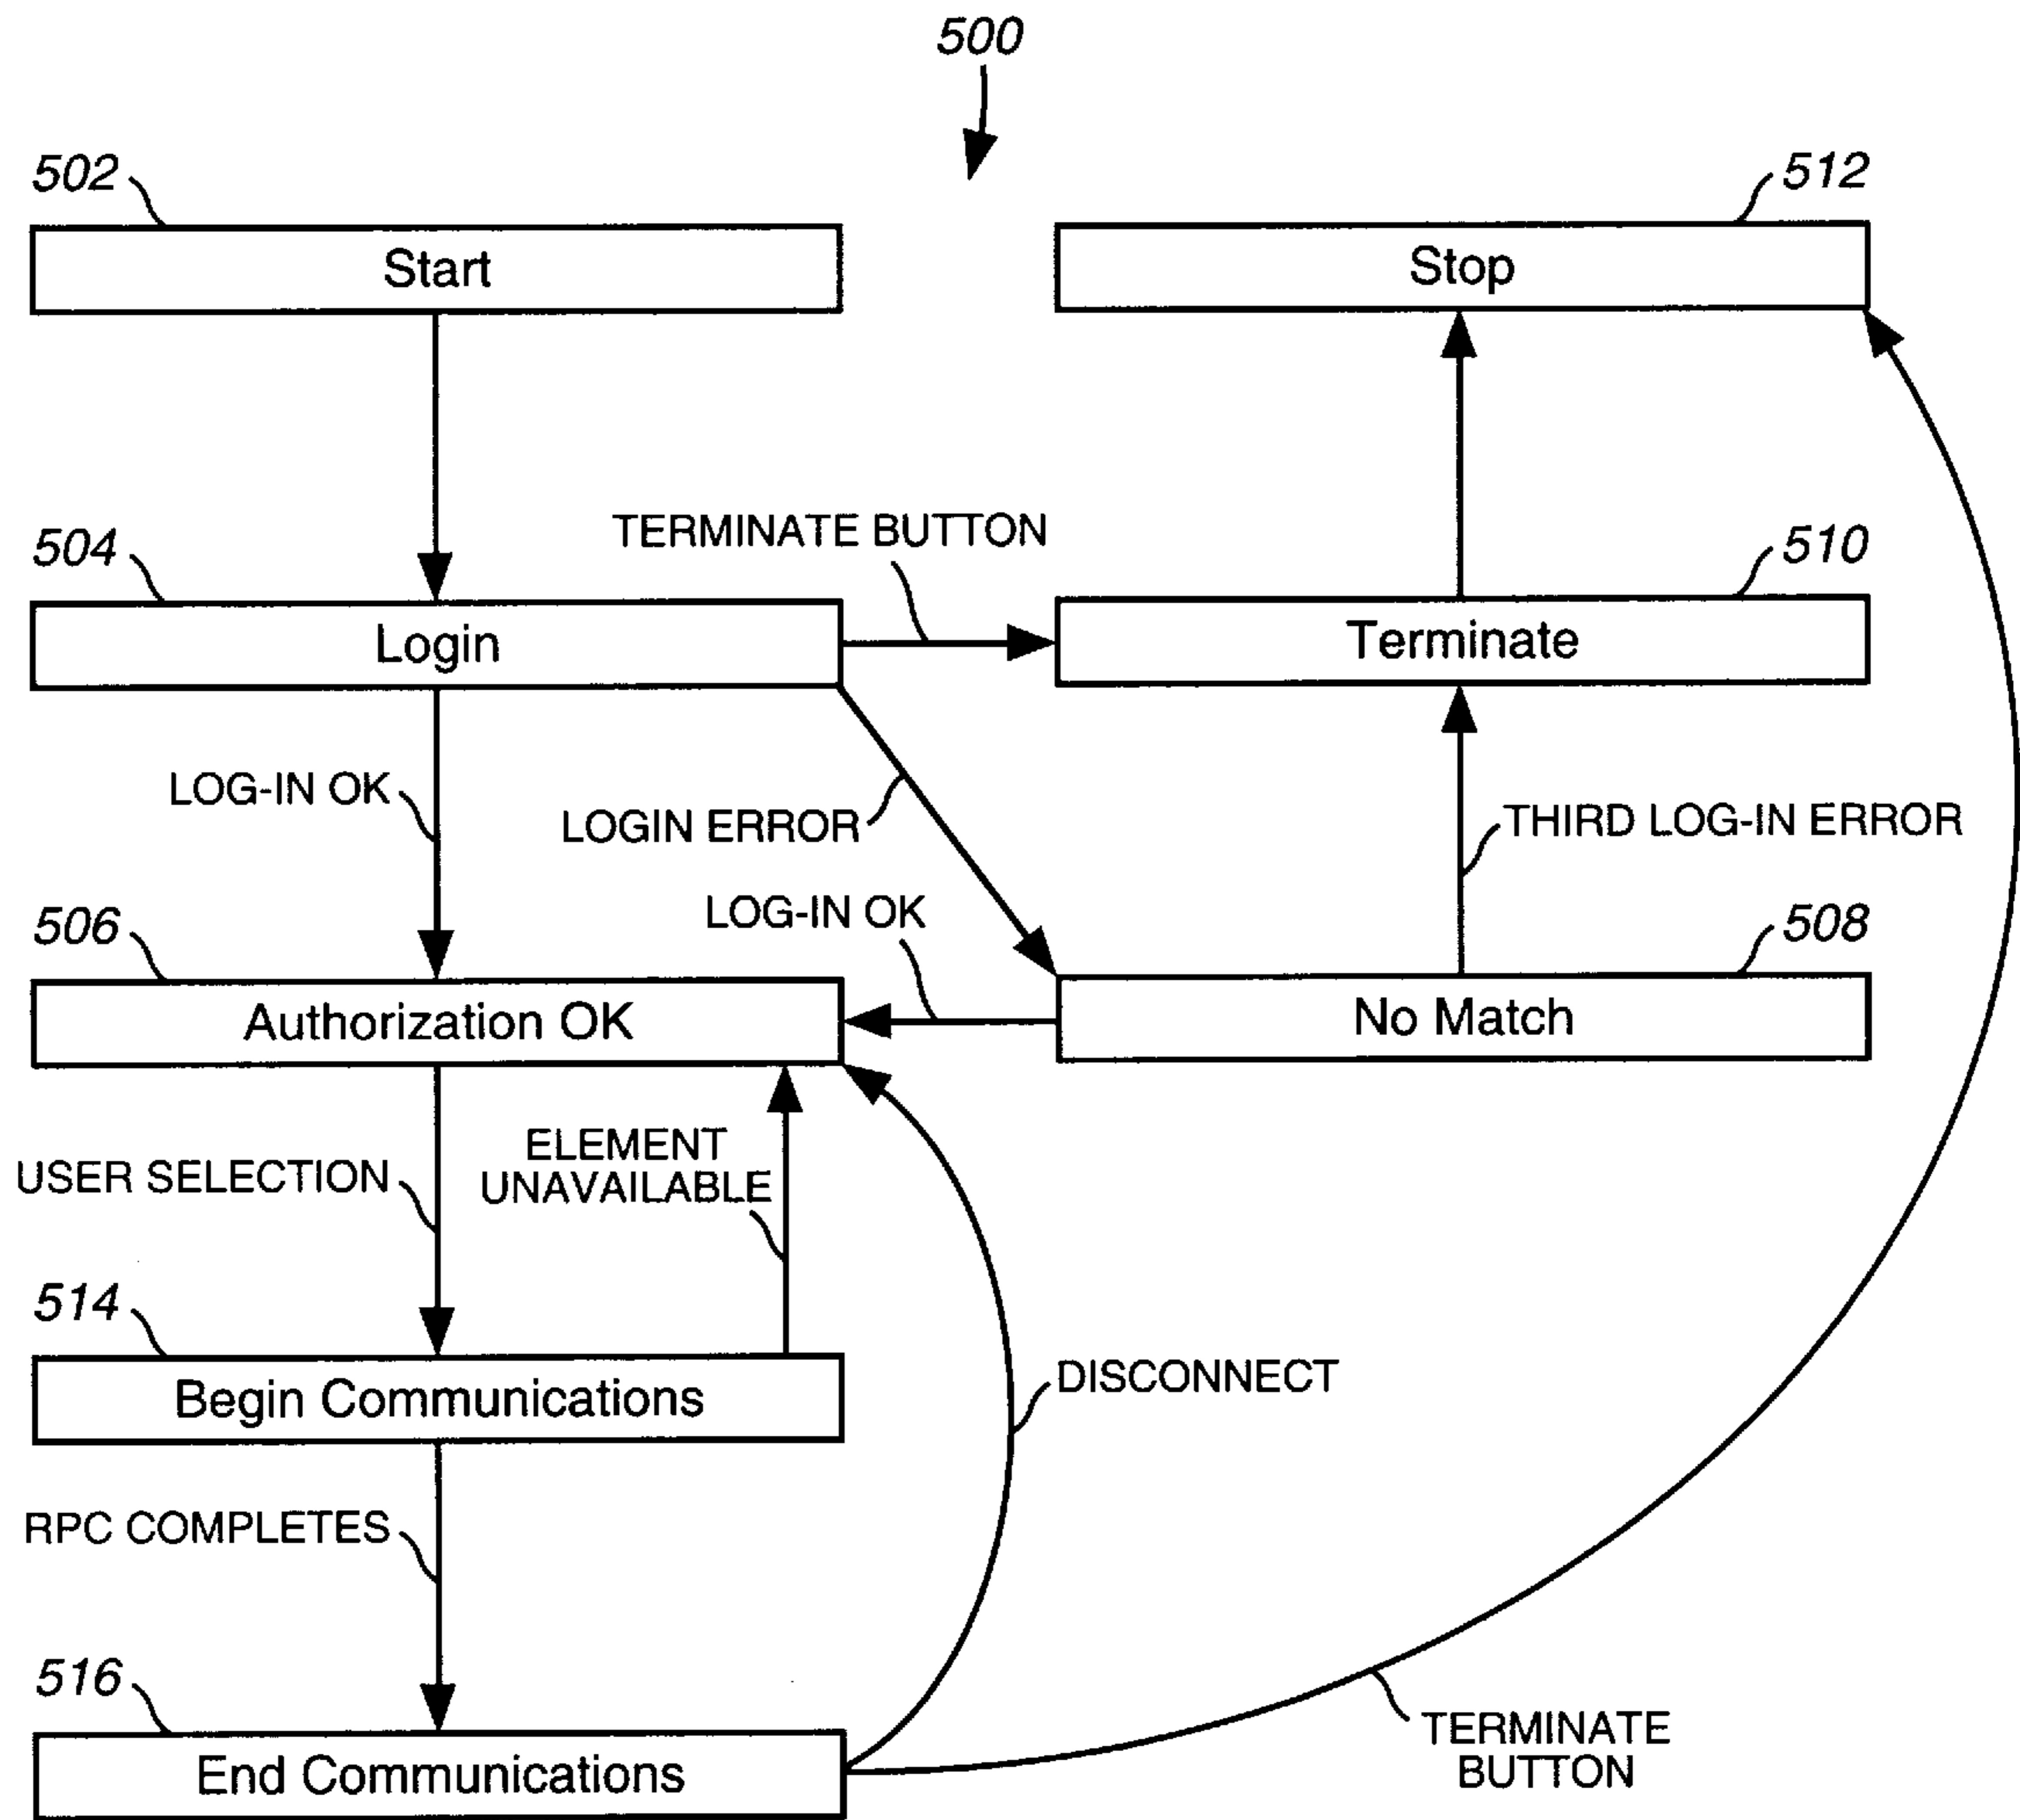 500
502
512
Start
Stop
TERMINATE BUTTON
504
510
Login
Terminate
LOG-IN OK
LOGIN ERROR
THIRD LOG-IN ERROR
LOG-IN OK
506
508
Authorization OK
No Match
ELEMENT
UNAVAILABLE
USER SELECTION
514
DISCONNECT
Begin Communications
RPC COMPLETES
516
TERMINATE
BUTTON
End Communications